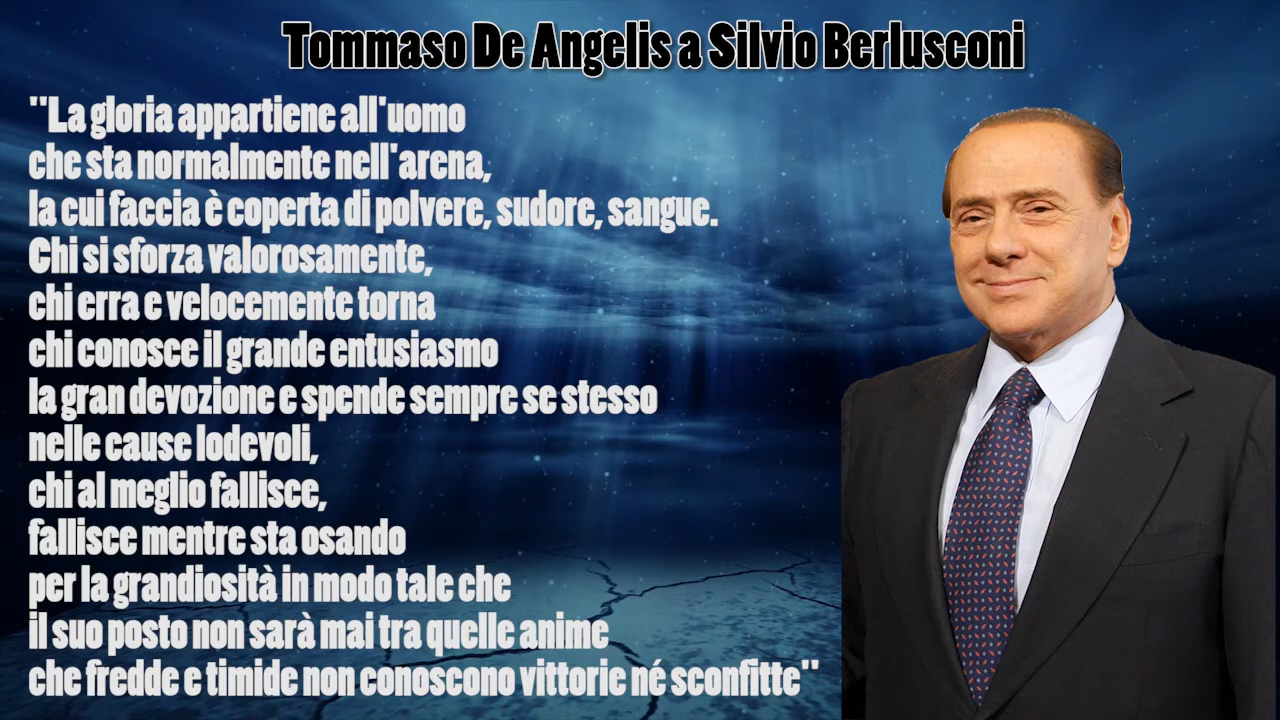 Tommaso De Angelis a Silvio Berlusconi
"La gloria appartiene all'uomo
che sta normalmente nell'arena,
la cui faccia è coperta di polvere, sudore, sangue.
Chi si sforza valorosamente,
chi erra e velocemente torna
chi conosce il grande entusiasmo
la gran devozione e spende sempre se stesso
nelle cause lodevoli,
chi al meglio fallisce,
fallisce mentre sta osando
per la grandiosità in modo tale che
il suo posto non sarà mai tra quelle anime
che fredde e timide non conoscono vittorie né sconfitte"